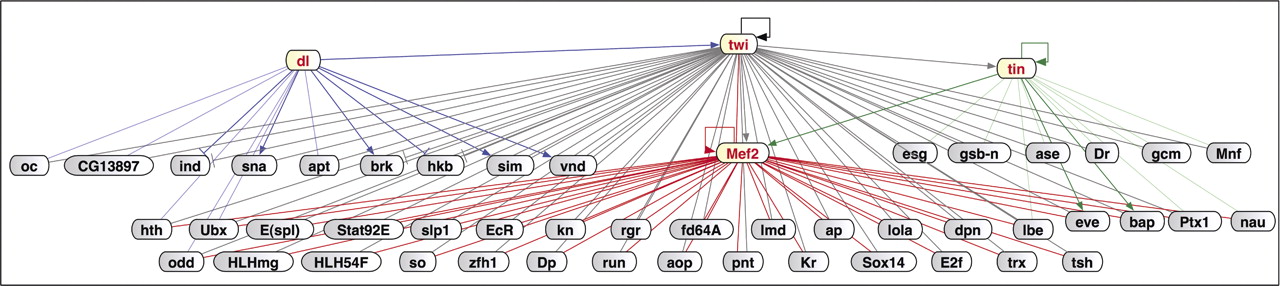 twi
dl
tin
Mef2
oc CG13897 ind sna apt brk hkb sim vnd esg gsb-n ase Dr gcm Mnf
hth Ubx E(spl) Stat92E slp1 EcR kn rgr fd64A lmd ap lola dpn lbe eve bap Ptx1 nau
odd HLHmg HLH54F so zfh1 Dp run aop pnt Kr Sox14 E2f trx tsh